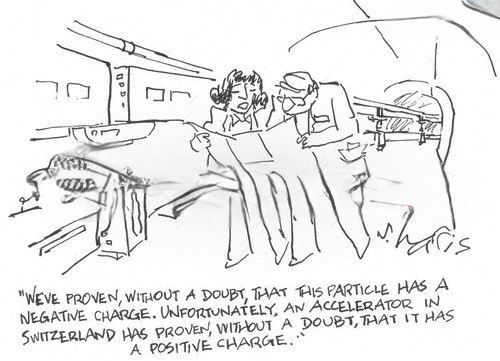 S. Harris
"WE'VE PROVEN, WITHOUT A DOUBT, THAT THIS PARTICLE HAS A
NEGATIVE CHARGE. UNFORTUNATELY, AN ACCELERATOR IN
SWITZERLAND HAS PROVEN, WITHOUT A DOUBT, THAT IT HAS
A POSITIVE CHARGE."